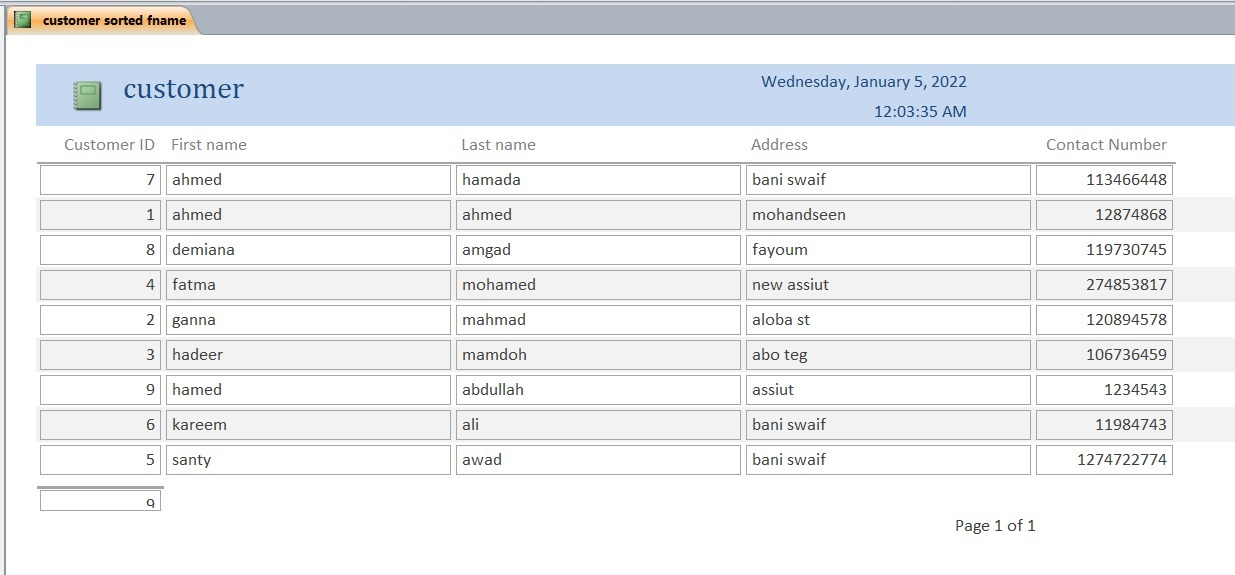 customer sorted fname
customer
Wednesday, January 5, 2022
12:03:35 AM
Customer ID First name Last name Address Contact Number
7 ahmed hamada bani swaif 113466448
1 ahmed ahmed mohandseen 12874868
8 demiana amgad fayoum 119730745
4 fatma mohamed new assiut 274853817
2 ganna mahmad aloba st 120894578
3 hadeer mamdoh abo teg 106736459
9 hamed abdullah assiut 1234543
6 kareem ali bani swaif 11984743
5 santy awad bani swaif 1274722774
9
Page 1 of 1